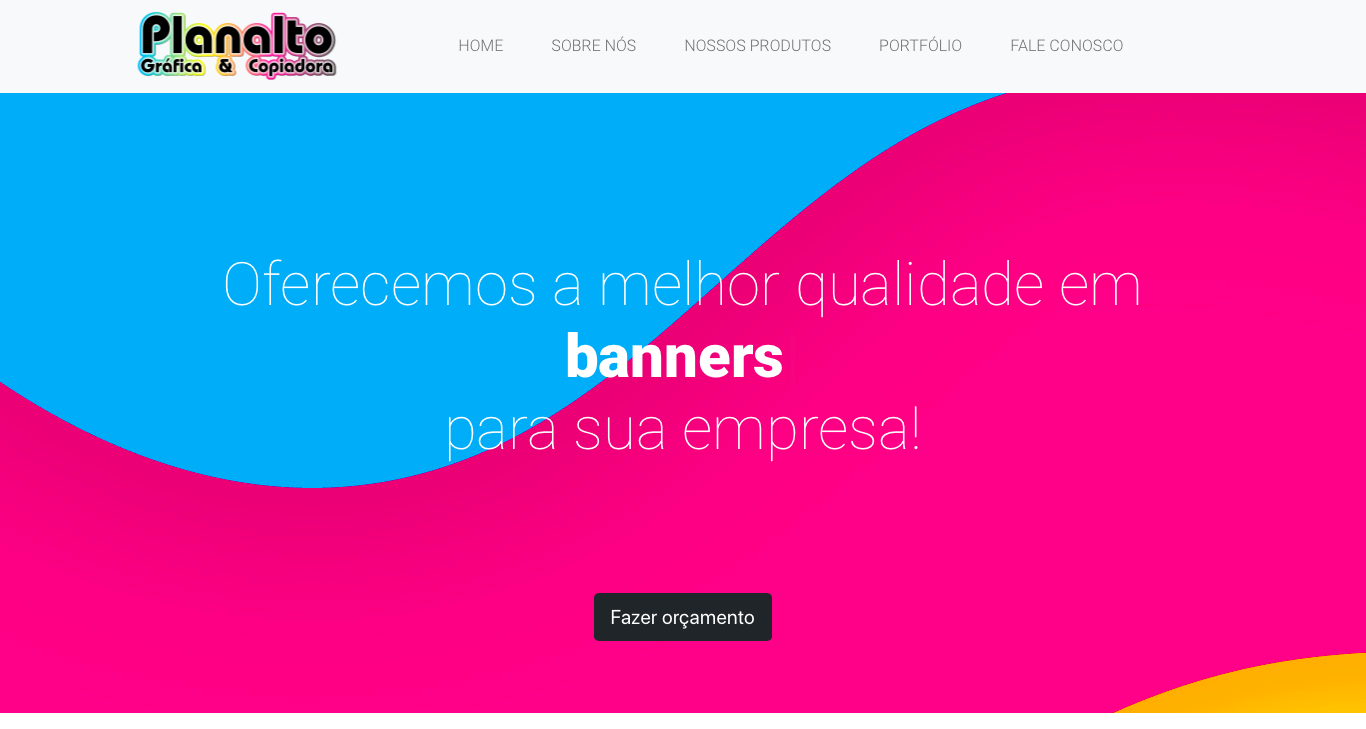 Planalto
Gráfica & Copiadora
HOME
SOBRE NÓS
NOSSOS PRODUTOS
PORTFÓLIO
FALE CONOSCO
Oferecemos a melhor qualidade em
banners
para sua empresa!
Fazer orçamento